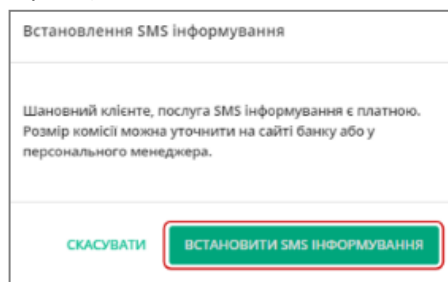 Встановлення SMS інформування
Шановний клієнте, послуга SMS інформування є платною.
Розмір комісії можна уточнити на сайті банку або у
персонального менеджера.
СКАСУВАТИ ВСТАНОВИТИ SMS ІНФОРМУВАННЯ